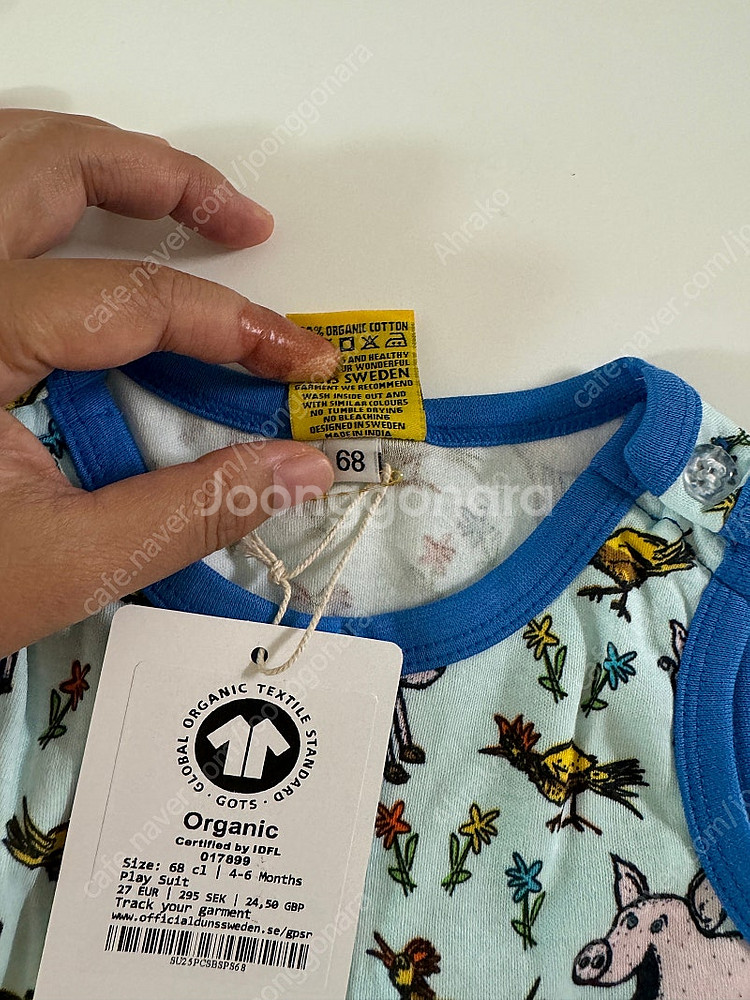 % ORGANIC COTTON
AND HEALTHY
UR WONDERFUL
SWEDEN
GARMENT WE RECOMMEND
WASH INSIDE OUT AND
WITH SIMILAR COLOURS
NO TUMBLE DRYING
NO BLEACHING
DESIGNED IN SWEDEN
MADE IN INDIA
68
GLOBAL ORGANIC TEXTILE STANDARD
· GOTS ·
Organic
Certified by IDFL
017899
Size: 68 cl | 4-6 Months
Play Suit
27 EUR | 295 SEK | 24,50 GBP
Track your garment
www.officialdunssweden.se/gpsr
SU25PCSBSPS68
Joonggonara
cafe.naver.com/joonggonara
Ahrako